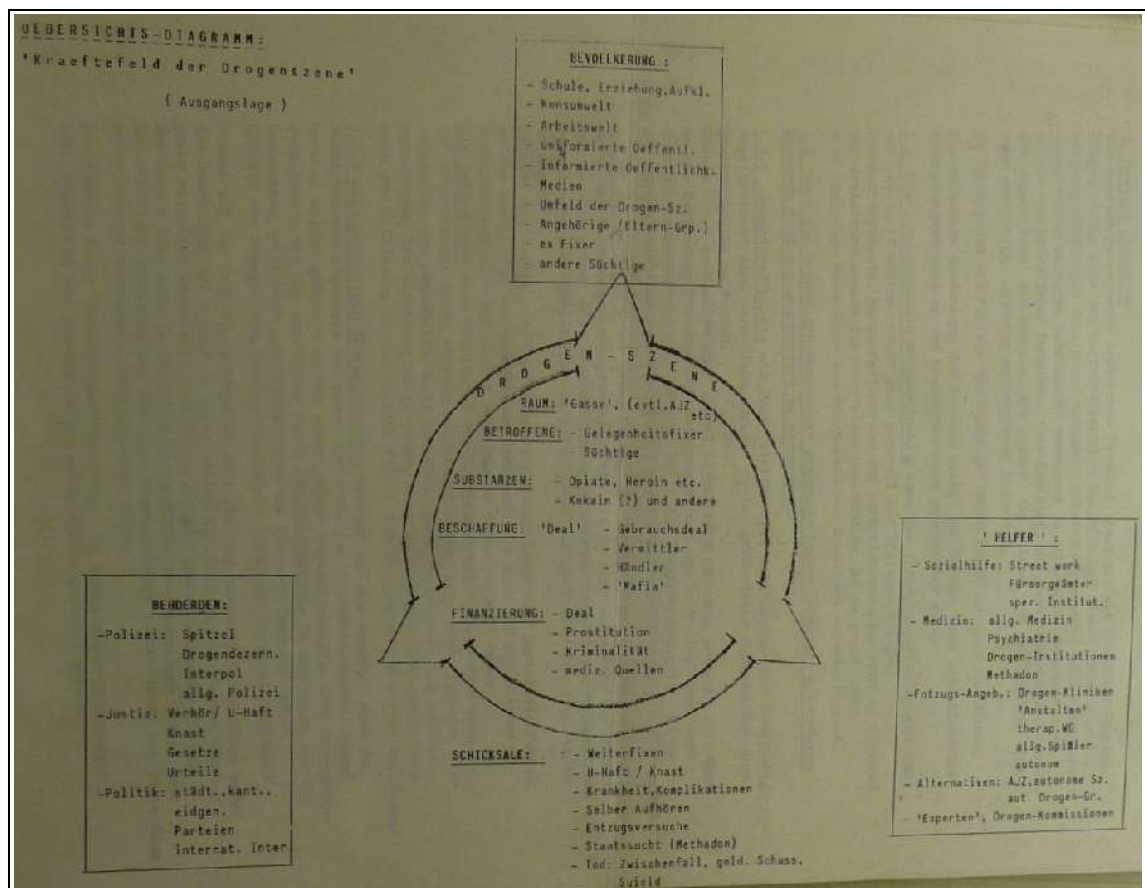 UEBERSICHTS-DIAGRAMM:
'Kraeftefeld der Drogenszene'
( Ausgangslage )
BEVOELKERUNG :
- Schule, Erziehung,Aufkl.
- Konsumwelt
- Arbeitswelt
- uniformierte Oeffentl.
- informierte Oeffentlichk.
- Medien
- Umfeld der Drogen-Sz.
- Angehörige (Eltern-Grp.)
- ex Fixer
- andere Süchtige
DROGEN-SZENE
RAUM: 'Gasse', (evtl.AJZ
etc)
BETROFFENE: - Gelegenheitsfixer
Süchtige
SUBSTANZEN: - Opiate, Heroin etc.
- Kokain (?) und andere
BESCHAFFUNG: 'Deal' - Gebrauchsdeal
- Vermittler
- Händler
- 'Mafia'
FINANZIERUNG: - Deal
- Prostitution
- Kriminalität
- mediz. Quellen
SCHICKSALE: : - Weiterfixen
- U-Haft / Knast
- Krankheit,Komplikationen
- Selber Aufhören
- Entzugsversuche
- Staatssucht (Methadon)
- Tod: Zwischenfall, gold. Schuss,
Suizid
BEHOERDEN:
-Polizei: Spitzel
Drogendezern.
Interpol
allg. Polizei
-Justiz: Verhör/ U-Haft
Knast
Gesetze
Urteile
-Politik: städt.,kant.,
eidgen.
Parteien
Internat. Inter
' HELFER ' :
- Sozialhilfe: Street work
Fürsorgeämter
spez. Institut.
- Medizin: allg. Medizin
Psychiatrie
Drogen-Institutionen
Methadon
-Entzugs-Angeb.: Drogen-Kliniken
'Anstalten'
therap.WG
allg.Spitäler
autonom
- Alternativen: AJZ,autonome Sz.
aut. Drogen-Gr.
- 'Experten', Drogen-Kommissionen